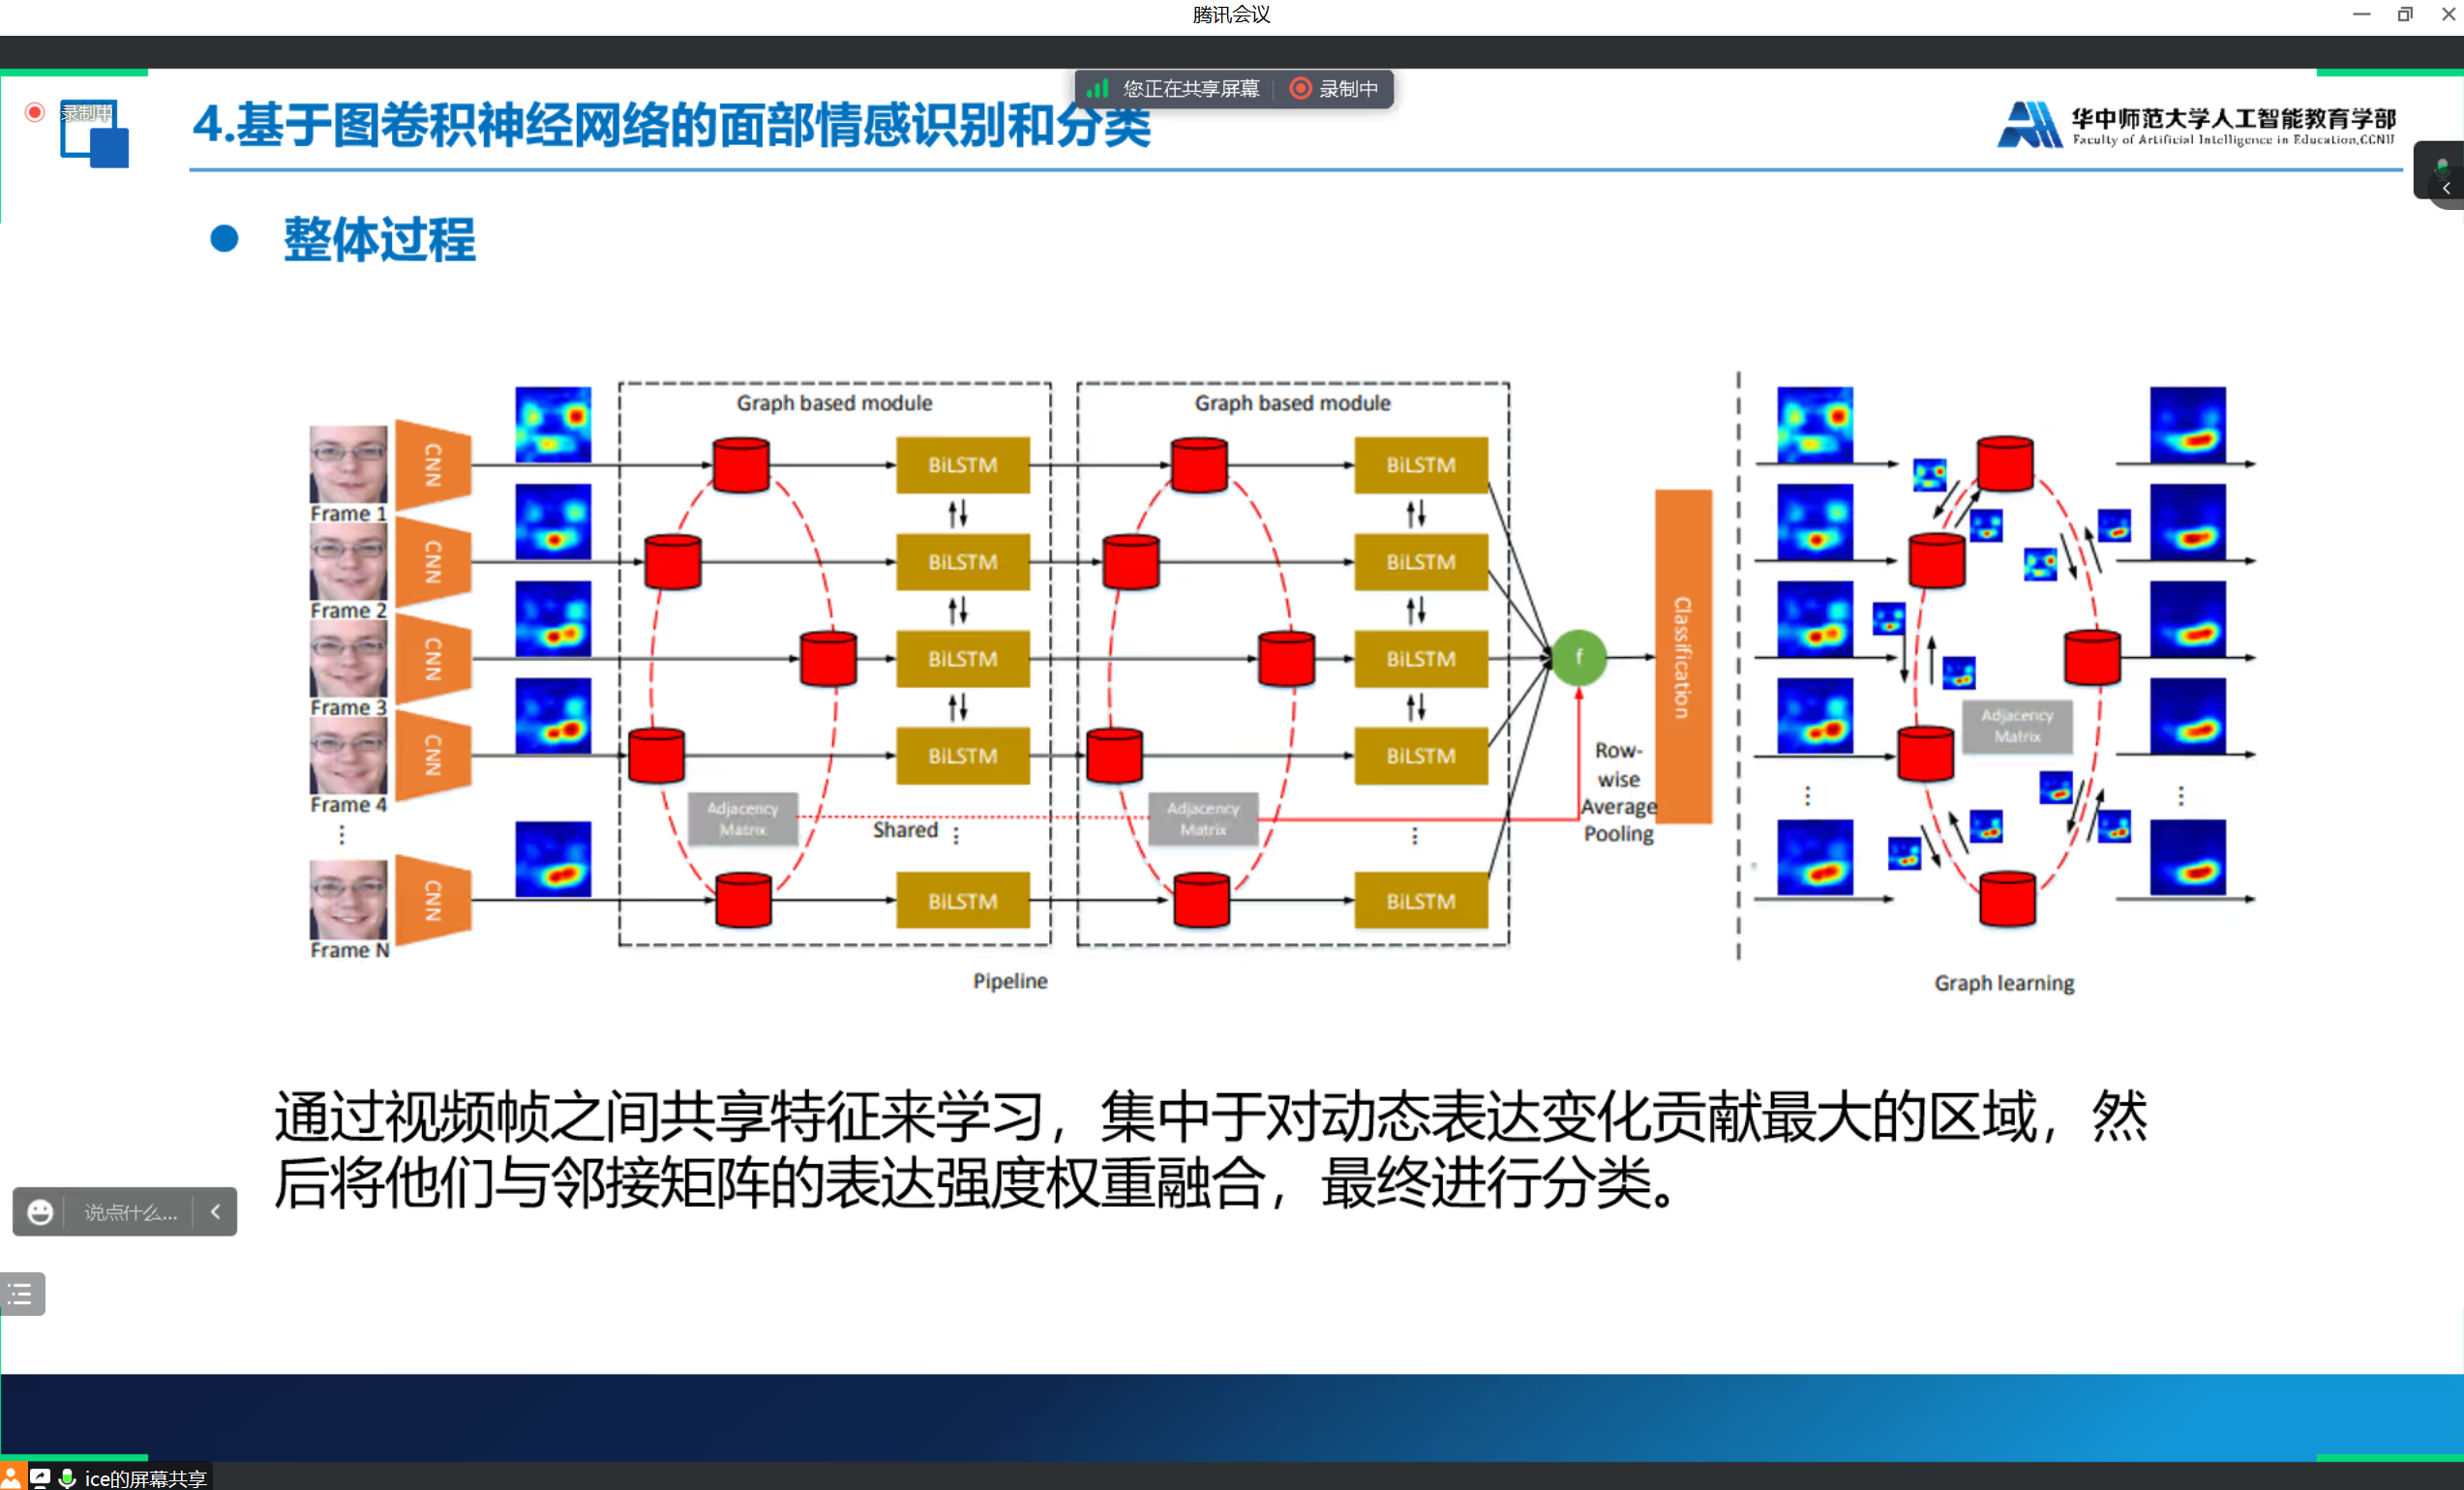 腾讯会议
您正在共享屏幕 录制中
录制中
4.基于图卷积神经网络的面部情感识别和分类
华中师范大学人工智能教育学部
Faculty of Artificial Intelligence in Education,CCNU
整体过程
Graph based module
Graph based module
CNN
BiLSTM
BiLSTM
Frame 1
CNN
BiLSTM
BiLSTM
Frame 2
CNN
BiLSTM
BiLSTM
Classification
Frame 3
CNN
BiLSTM
BiLSTM
Frame 4
f
Row-
wise
Average
Pooling
Adjacency
Matrix
Shared
Adjacency
Matrix
Adjacency
Matrix
CNN
BiLSTM
BiLSTM
Frame N
Pipeline
Graph learning
通过视频帧之间共享特征来学习，集中于对动态表达变化贡献最大的区域，然
后将他们与邻接矩阵的表达强度权重融合，最终进行分类。
说点什么...
ice的屏幕共享